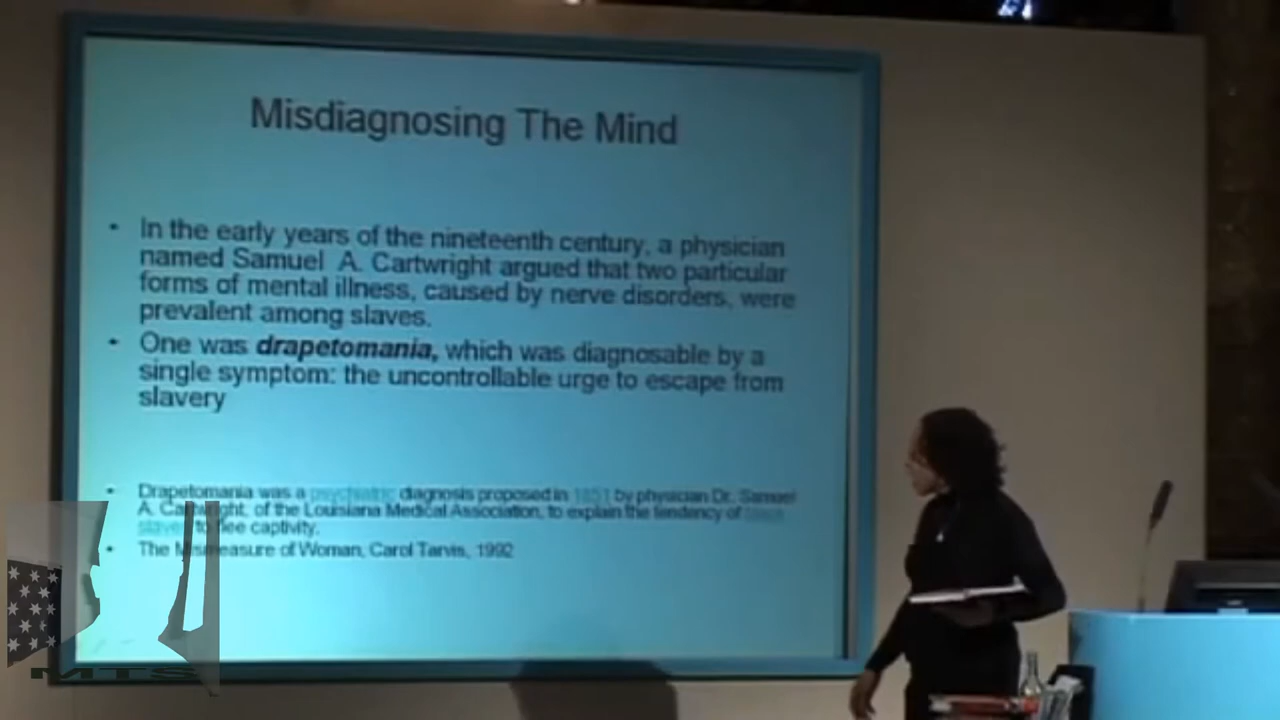 Misdiagnosing The Mind
• In the early years of the nineteenth century, a physician
named Samuel A. Cartwright argued that two particular
forms of mental illness, caused by nerve disorders, were
prevalent among slaves.
• One was drapetomania, which was diagnosable by a
single symptom: the uncontrollable urge to escape from
slavery
• Drapetomania was a psychiatric diagnosis proposed in 1851 by physician Dr. Samuel
A. Cartwright, of the Louisiana Medical Association, to explain the tendency of black
slaves to flee captivity.
• The Mismeasure of Woman, Carol Tarvis, 1992
MTS